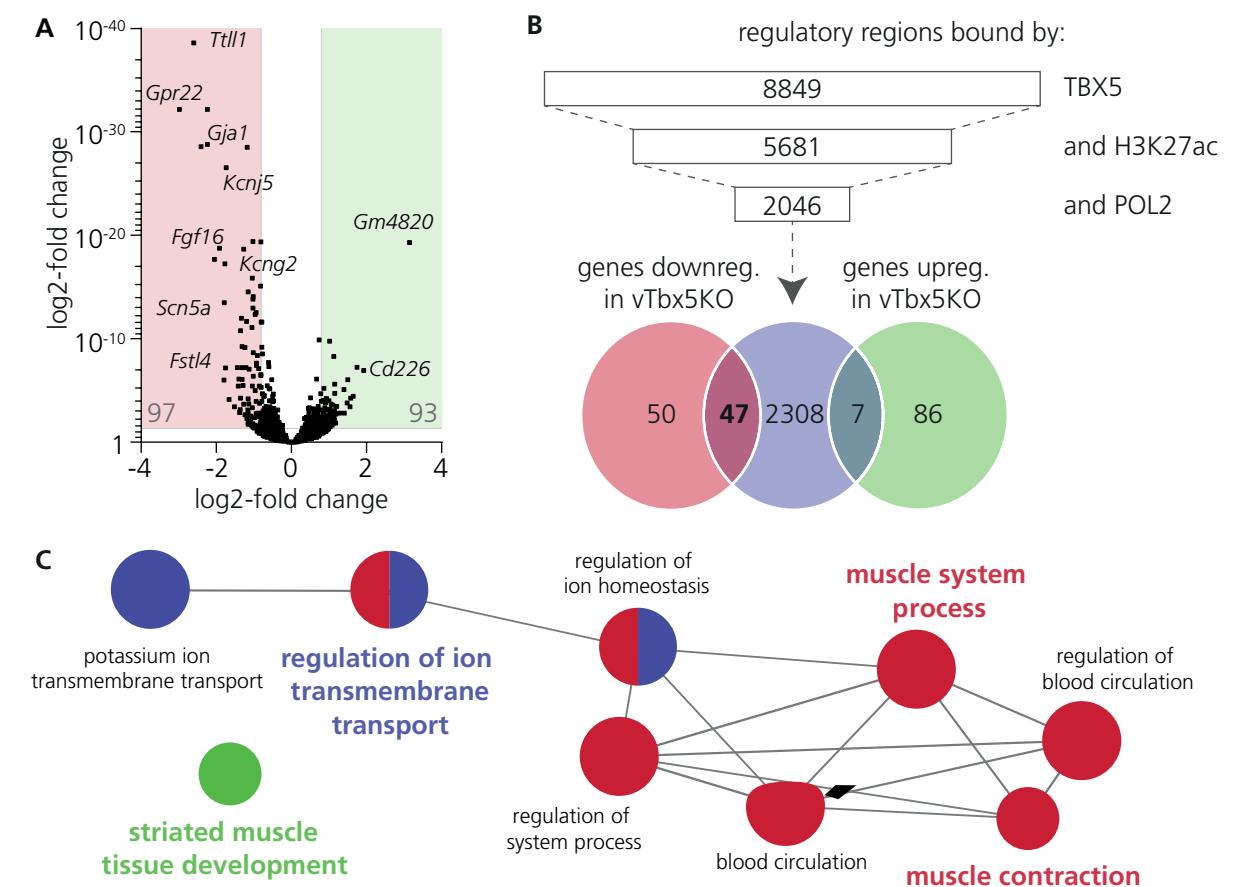 A
10-40
10-30
10-20
10-10
1
log2-fold change
Ttll1
Gpr22
Gja1
Kcnj5
Fgf16
Kcng2
Scn5a
Fstl4
Gm4820
Cd226
97
93
-4 -2 0 2 4
log2-fold change
B
regulatory regions bound by:
8849 TBX5
5681 and H3K27ac
2046 and POL2
genes downreg.
in vTbx5KO
genes upreg.
in vTbx5KO
50 47 2308 7 86
C
potassium ion
transmembrane transport
regulation of ion
transmembrane
transport
regulation of
ion homeostasis
muscle system
process
regulation of
blood circulation
striated muscle
tissue development
regulation of
system process
blood circulation
muscle contraction